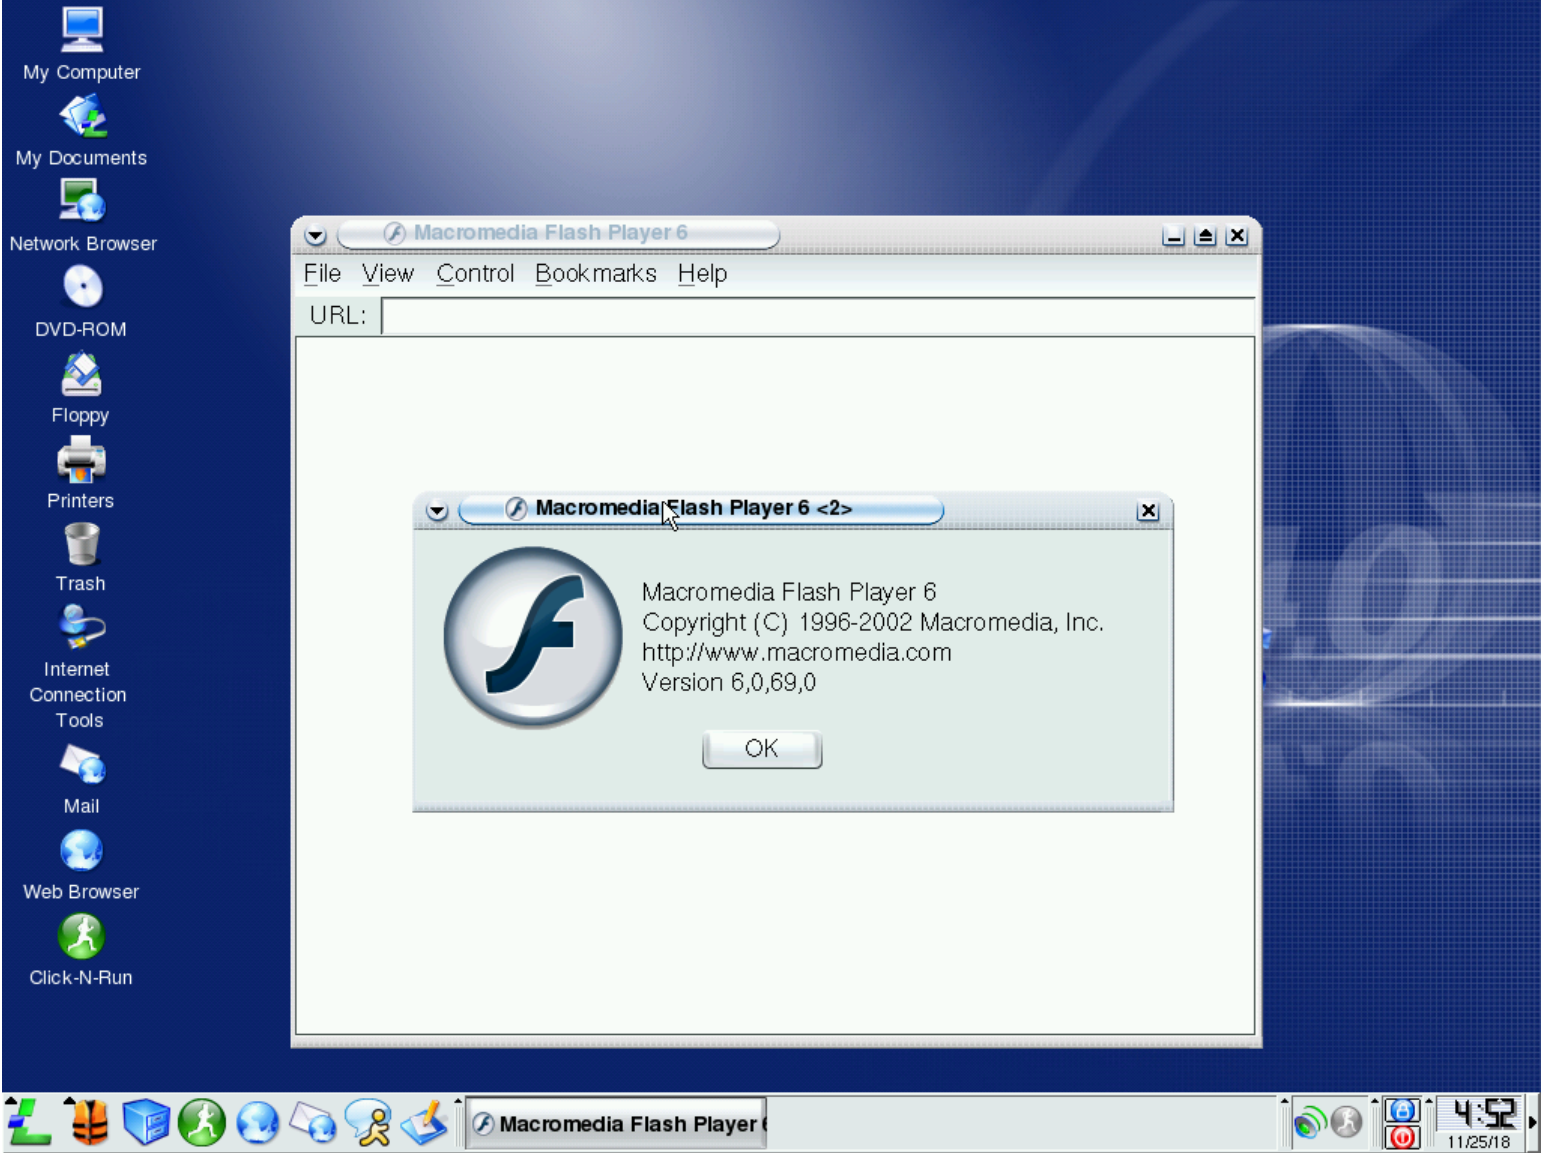 My Computer
My Documents
Network Browser
DVD-ROM
Floppy
Printers
Trash
Internet
Connection
Tools
Mail
Web Browser
Click-N-Run
Macromedia Flash Player 6
File View Control Bookmarks Help
URL:
Macromedia Flash Player 6 <2>
Macromedia Flash Player 6
Copyright (C) 1996-2002 Macromedia, Inc.
http://www.macromedia.com
Version 6,0,69,0
OK
4.0
Macromedia Flash Player 6
4:52
11/25/18